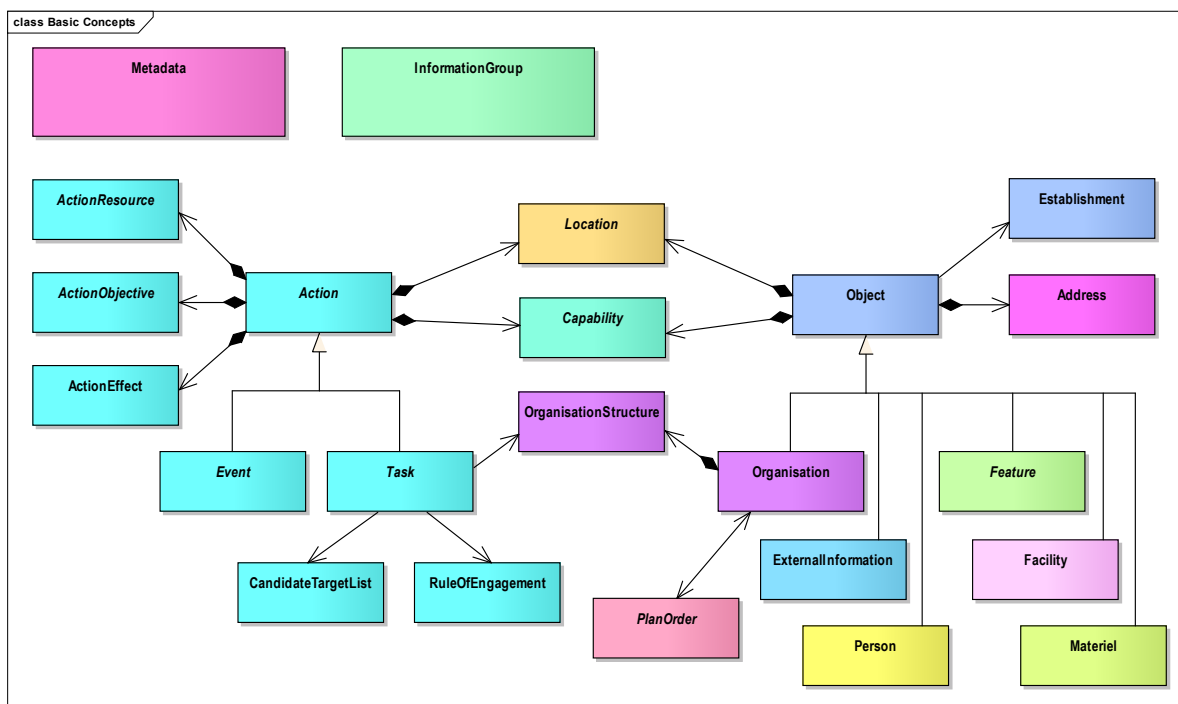 class Basic Concepts
Metadata
InformationGroup
ActionResource
Location
Establishment
ActionObjective
Action
Object
Address
Capability
ActionEffect
OrganisationStructure
Event
Task
Organisation
Feature
CandidateTargetList
RuleOfEngagement
ExternalInformation
Facility
PlanOrder
Person
Materiel